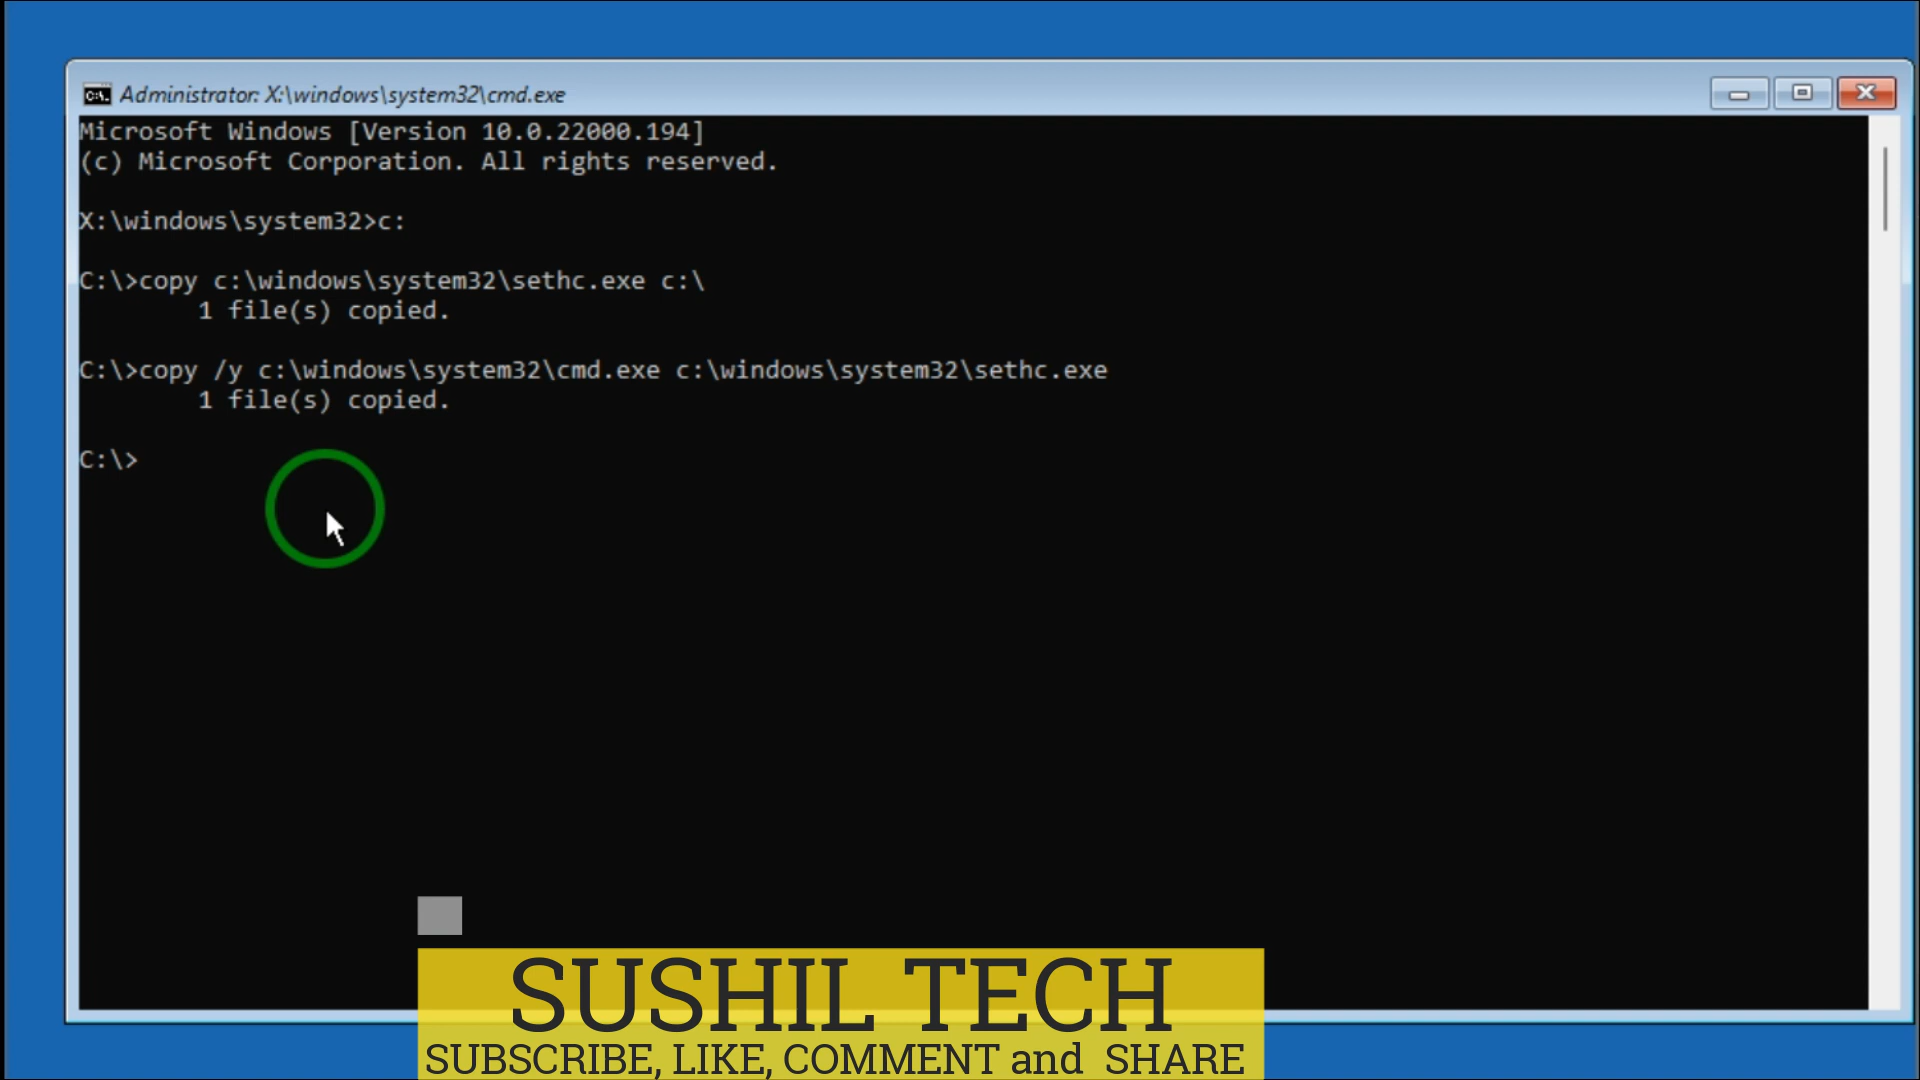 Administrator: X:\windows\system32\cmd.exe
Microsoft Windows [Version 10.0.22000.194]
(c) Microsoft Corporation. All rights reserved.
X:\windows\system32>c:
C:\>copy c:\windows\system32\sethc.exe c:\
1 file(s) copied.
C:\>copy /y c:\windows\system32\cmd.exe c:\windows\system32\sethc.exe
1 file(s) copied.
C:\>
SUSHIL TECH
SUBSCRIBE, LIKE, COMMENT and SHARE